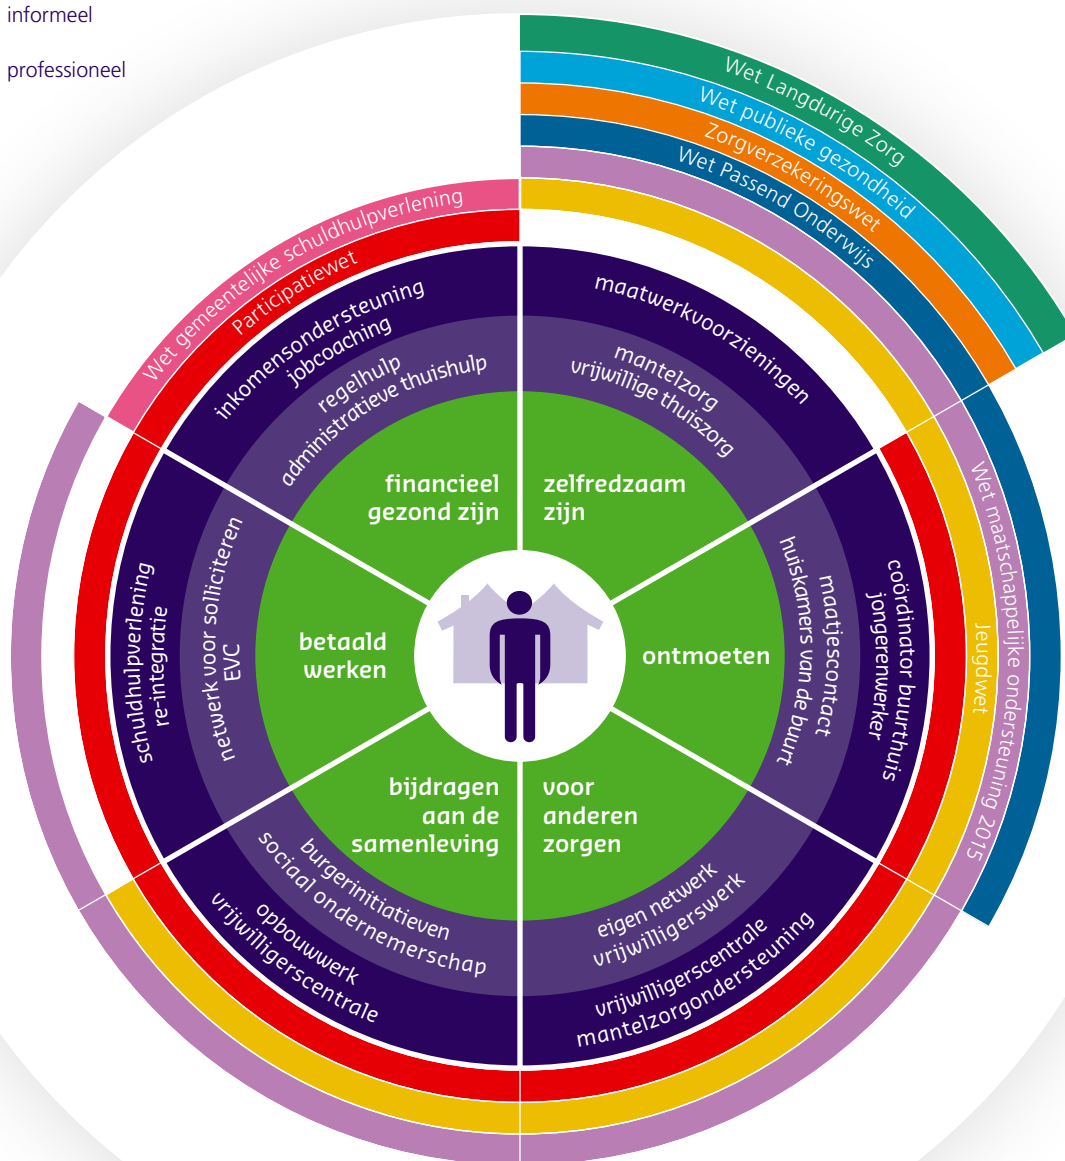 informeel
professioneel
Wet Langdurige Zorg
Wet publieke gezondheid
Zorgverzekeringswet
Wet Passend Onderwijs
Wet maatschappelijke ondersteuning 2015
Jeugdwet
Wet gemeentelijke schuldhulpverlening
Participatiewet
inkomensondersteuning
jobcoaching
regelhulp
administratieve thuishulp
financieel
gezond zijn
maatwerkvoorzieningen
mantelzorg
vrijwillige thuiszorg
zelfredzaam
zijn
coördinator buurthuis
jongerenwerker
maatjescontact
huiskamers van de buurt
ontmoeten
voor
anderen
zorgen
eigen netwerk
vrijwilligerswerk
vrijwilligerscentrale
mantelzorgondersteuning
bijdragen
aan de
samenleving
burgerinitiatieven
sociaal ondernemerschap
opbouwwerk
vrijwilligerscentrale
betaald
werken
netwerk voor solliciteren
EVC
schuldhulpverlening
re-integratie